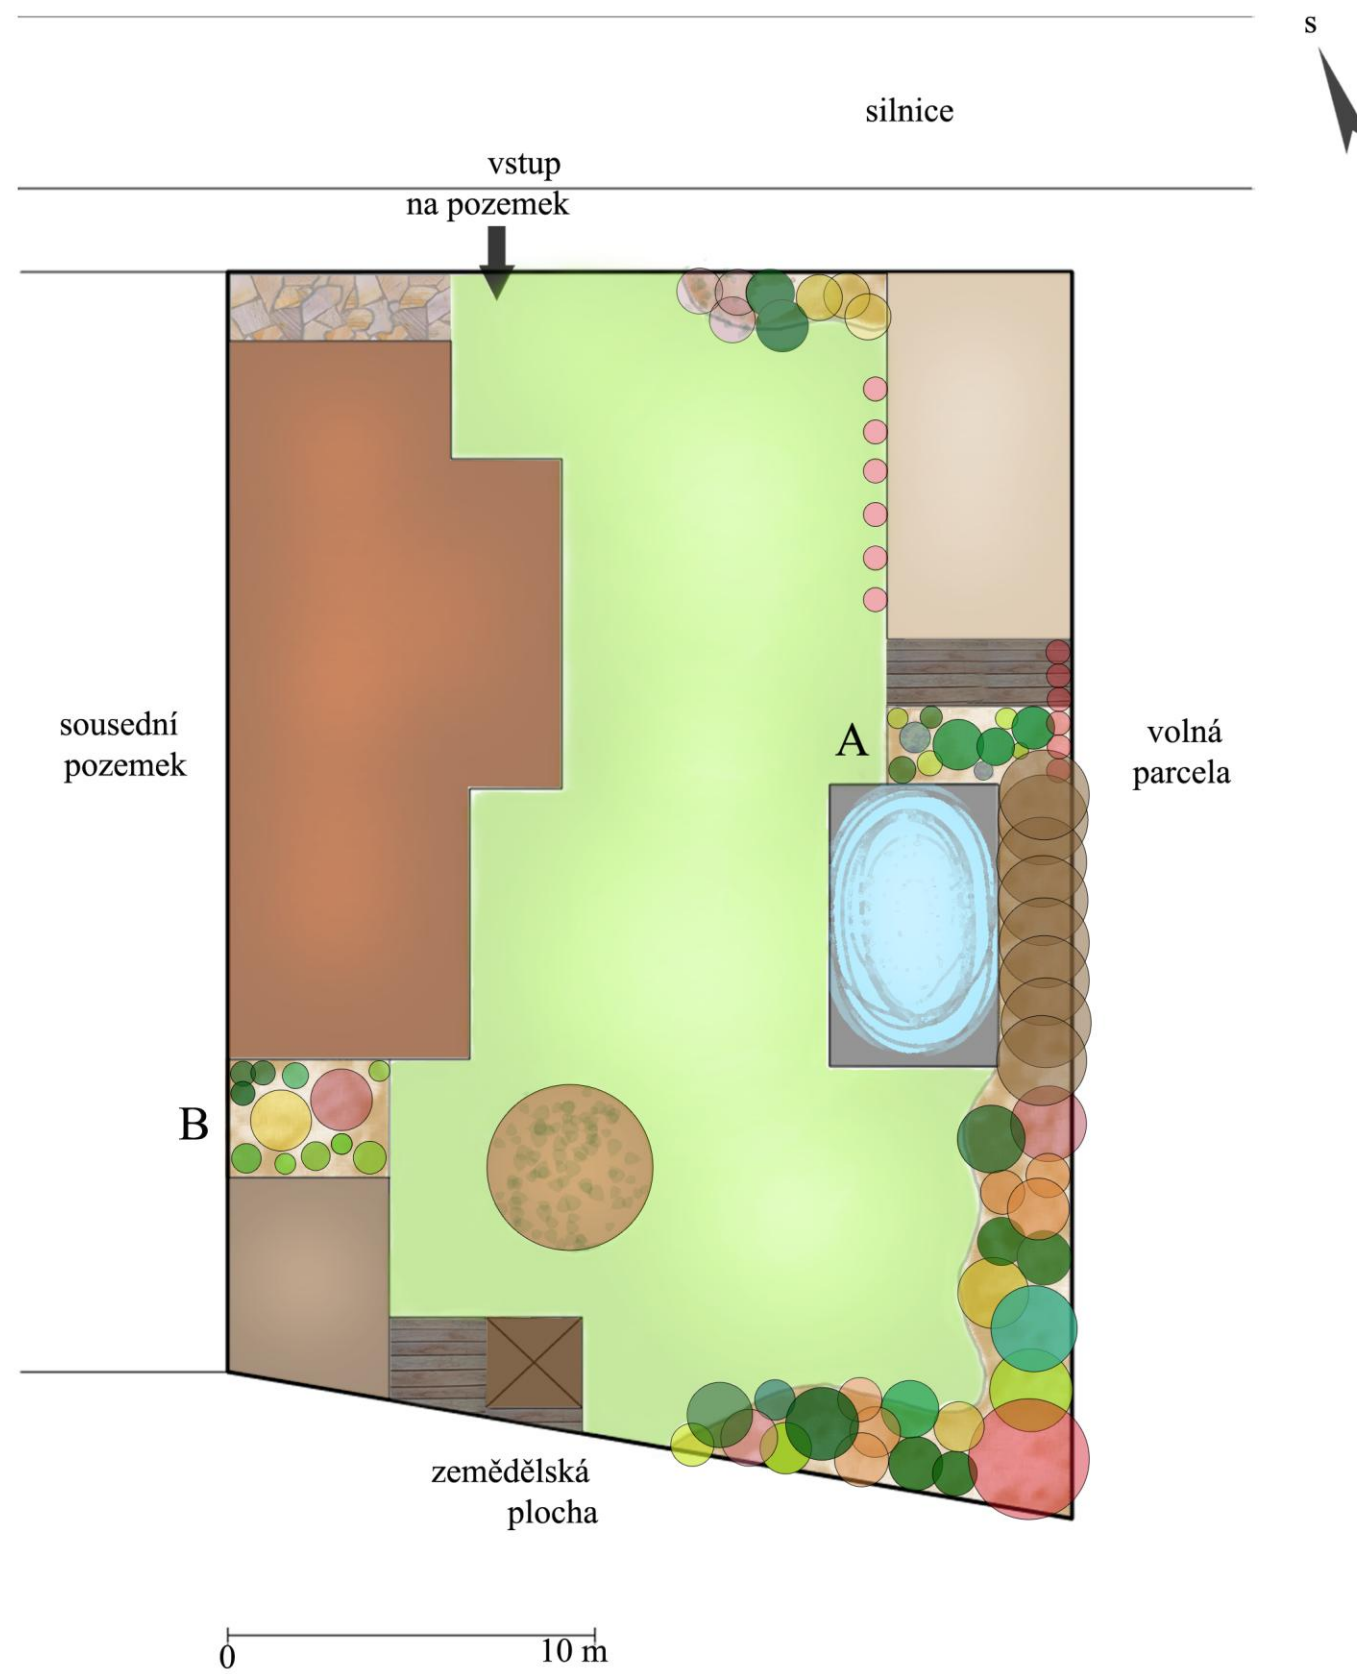 s
silnice
vstup
na pozemek
sousední
pozemek
A
volná
parcela
B
zemědělská
plocha
0
10 m